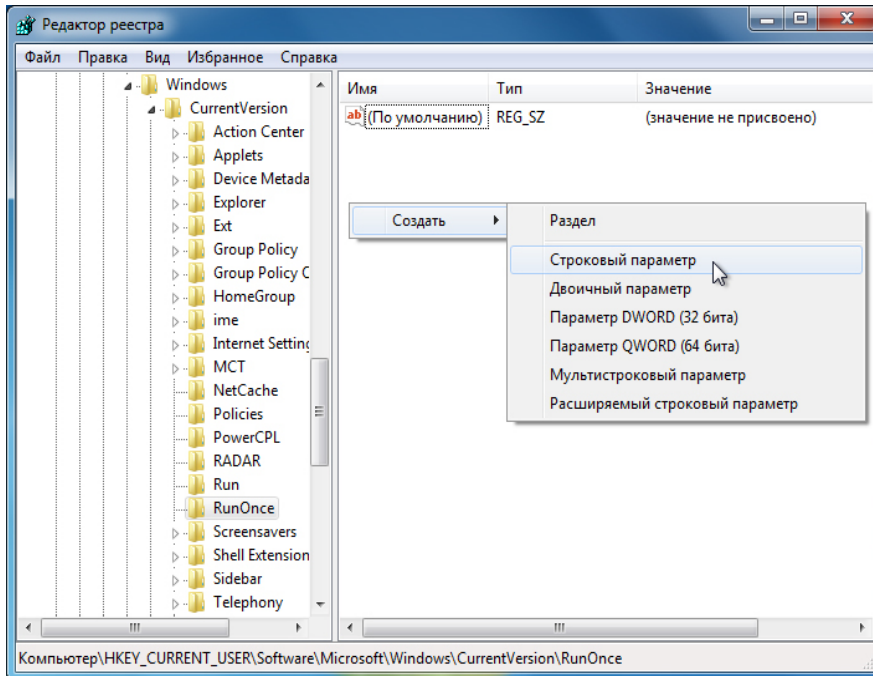 Редактор реестра
Файл Правка Вид Избранное Справка
Windows
CurrentVersion
Action Center
Applets
Device Metada
Explorer
Ext
Group Policy
Group Policy C
HomeGroup
ime
Internet Setting
MCT
NetCache
Policies
PowerCPL
RADAR
Run
RunOnce
Screensavers
Shell Extension
Sidebar
Telephony
Имя Тип Значение
ab (По умолчанию) REG_SZ (значение не присвоено)
Создать
Раздел
Строковый параметр
Двоичный параметр
Параметр DWORD (32 бита)
Параметр QWORD (64 бита)
Мультистроковый параметр
Расширяемый строковый параметр
Компьютер\HKEY_CURRENT_USER\Software\Microsoft\Windows\CurrentVersion\RunOnce